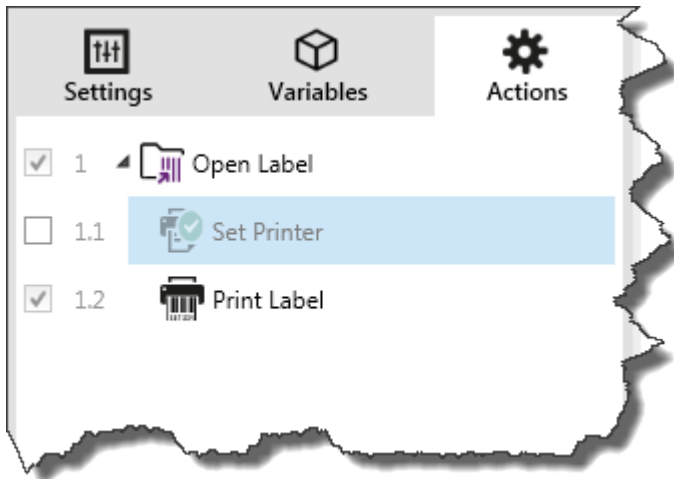 Settings Variables Actions
1 Open Label
1.1 Set Printer
1.2 Print Label